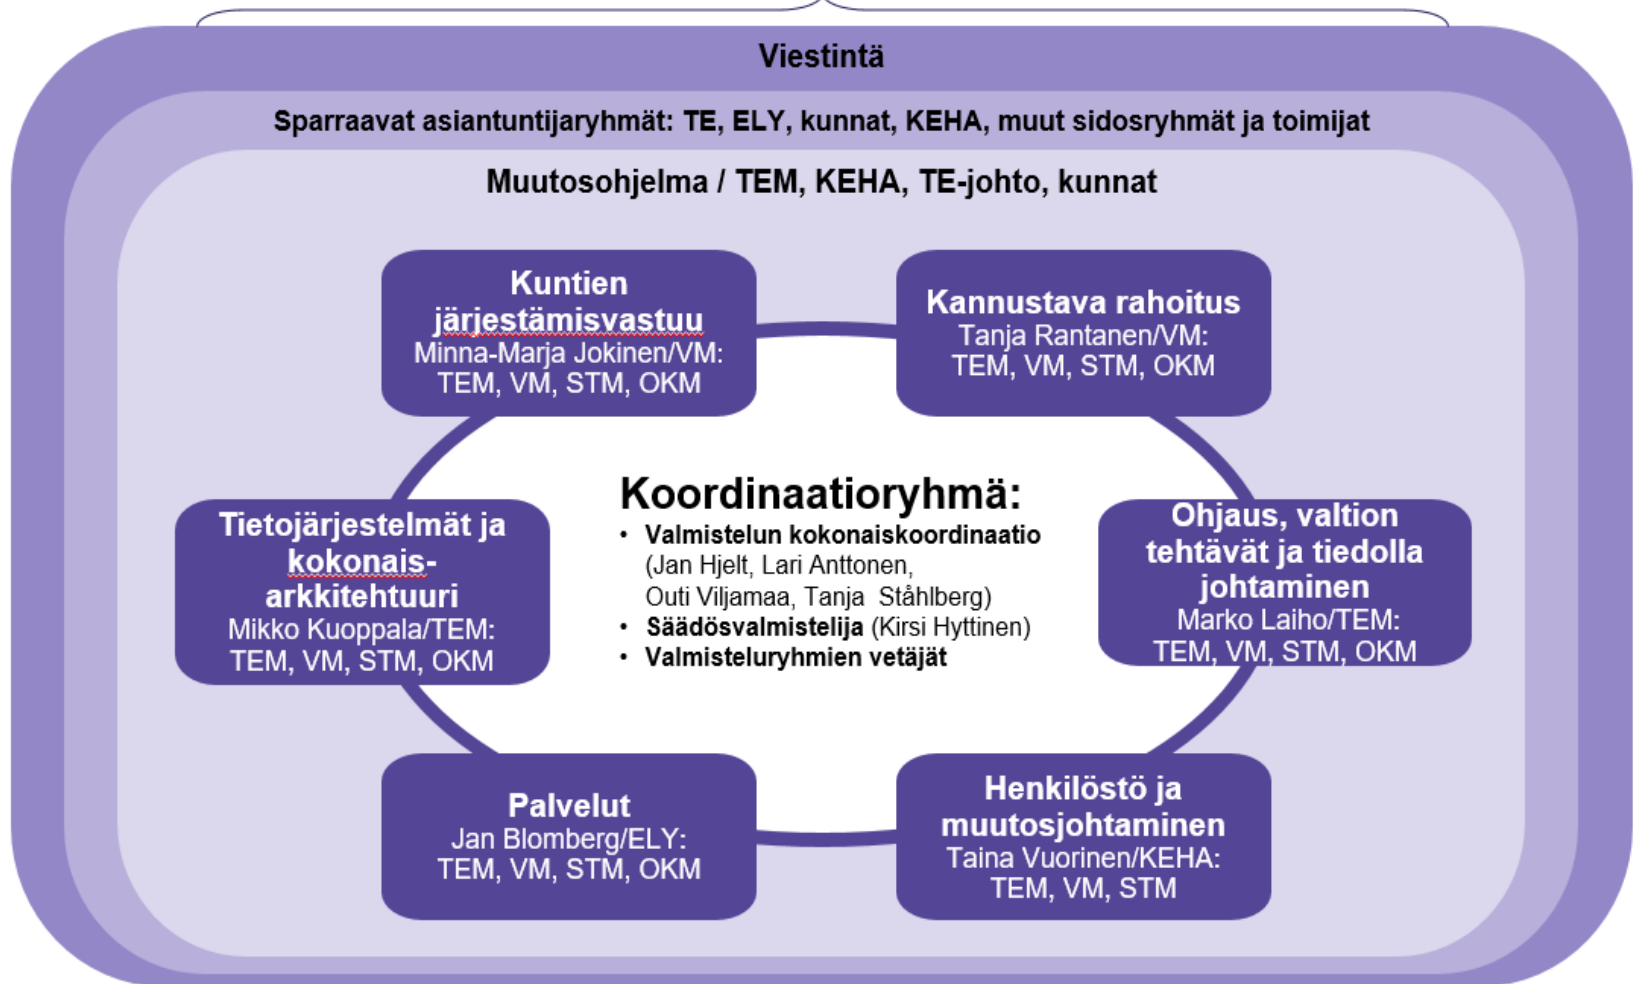 Viestintä
Sparraavat asiantuntijaryhmät: TE, ELY, kunnat, KEHA, muut sidosryhmät ja toimijat
Muutosohjelma / TEM, KEHA, TE-johto, kunnat
Kuntien
järjestämisvastuu
Minna-Marja Jokinen/VM:
TEM, VM, STM, OKM
Kannustava rahoitus
Tanja Rantanen/VM:
TEM, VM, STM, OKM
Tietojärjestelmät ja
kokonais-
arkkitehtuuri
Mikko Kuoppala/TEM:
TEM, VM, STM, OKM
Koordinaatioryhmä:
• Valmistelun kokonaiskoordinaatio
(Jan Hjelt, Lari Anttonen,
Outi Viljamaa, Tanja Ståhlberg)
• Säädösvalmistelija (Kirsi Hyttinen)
• Valmisteluryhmien vetäjät
Ohjaus, valtion
tehtävät ja tiedolla
johtaminen
Marko Laiho/TEM:
TEM, VM, STM, OKM
Palvelut
Jan Blomberg/ELY:
TEM, VM, STM, OKM
Henkilöstö ja
muutosjohtaminen
Taina Vuorinen/KEHA:
TEM, VM, STM